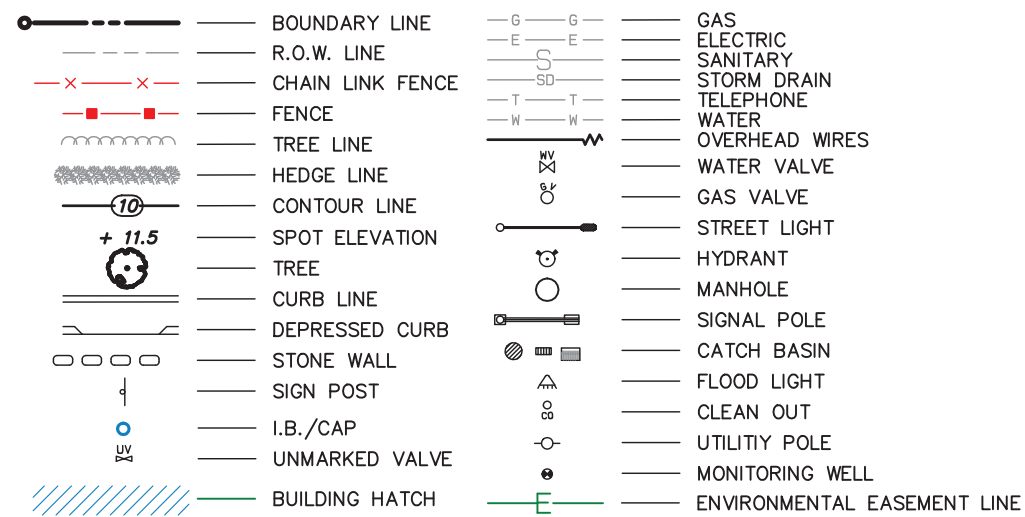 BOUNDARY LINE
R.O.W. LINE
CHAIN LINK FENCE
FENCE
TREE LINE
HEDGE LINE
10 CONTOUR LINE
+ 11.5 SPOT ELEVATION
TREE
CURB LINE
DEPRESSED CURB
STONE WALL
SIGN POST
I.B./CAP
UV UNMARKED VALVE
BUILDING HATCH
G G GAS
E E ELECTRIC
S SANITARY
SD STORM DRAIN
T T TELEPHONE
W W WATER
OVERHEAD WIRES
WV WATER VALVE
GV GAS VALVE
STREET LIGHT
HYDRANT
MANHOLE
SIGNAL POLE
CATCH BASIN
FLOOD LIGHT
CO CLEAN OUT
UTILITIY POLE
MONITORING WELL
E ENVIRONMENTAL EASEMENT LINE